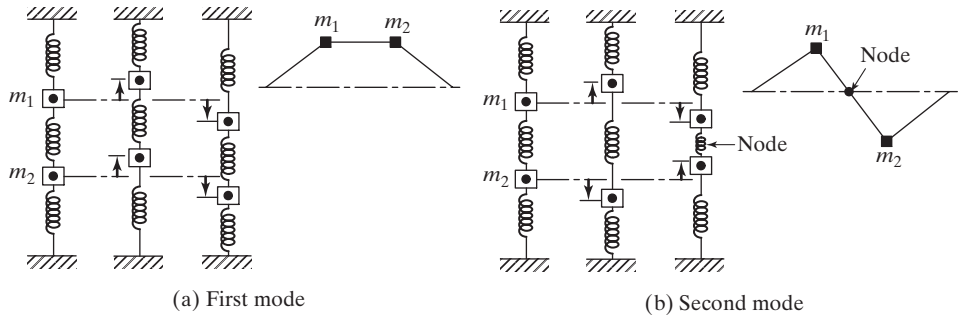 m1 m2
m1
m2
(a) First mode
m1
Node
m2
m1
Node
m2
(b) Second mode